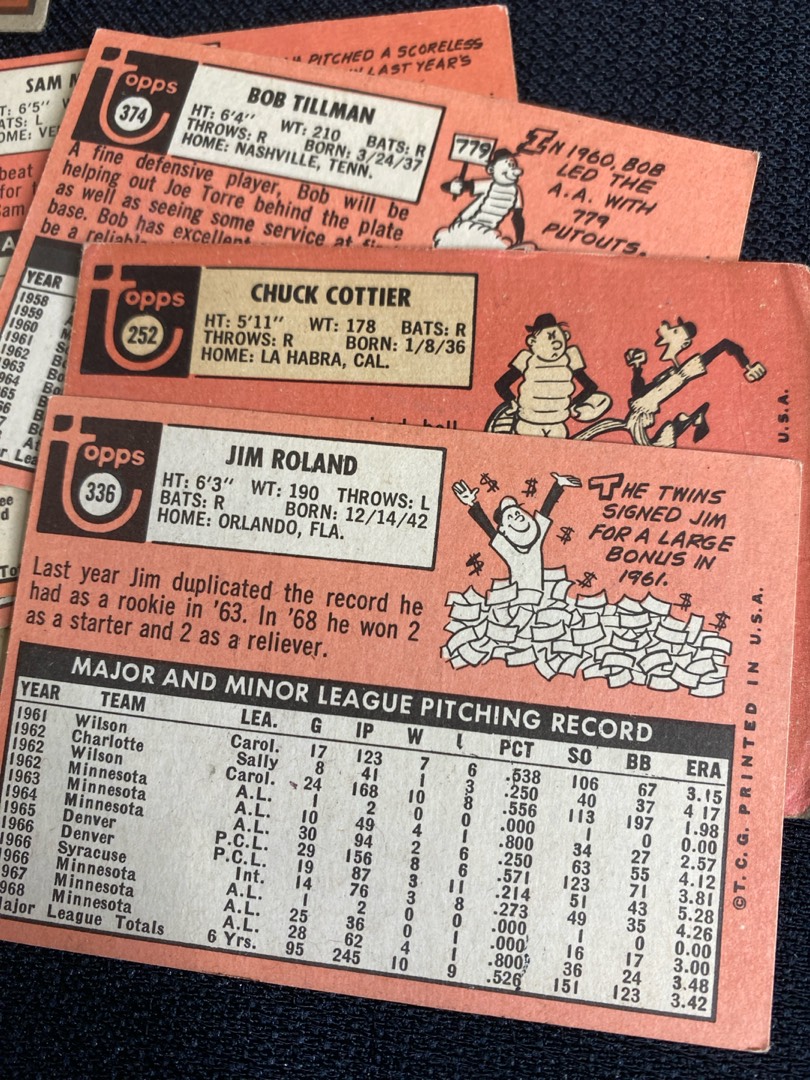 PITCHED A SCORELESS
LAST YEAR'S
SAM
HT: 6'5"
BATS: L
HOME:
beat
for
Sam
Topps
374
BOB TILLMAN
HT: 6'4" WT: 210 BATS: R
THROWS: R BORN: 3/24/37
HOME: NASHVILLE, TENN.
A fine defensive player, Bob will be
helping out Joe Torre behind the plate
as well as seeing some service at first
base. Bob has excellent
be a reliable
779
IN 1960, BOB
LED THE
A.A. WITH
779
PUTOUTS.
YEAR
1958
1959
1960
1961
1962
1963
1964
Topps
252
CHUCK COTTIER
HT: 5'11" WT: 178 BATS: R
THROWS: R BORN: 1/8/36
HOME: LA HABRA, CAL.
U.S.A.
Topps
336
JIM ROLAND
HT: 6'3" WT: 190 THROWS: L
BATS: R BORN: 12/14/42
HOME: ORLANDO, FLA.
$ $ $ $ $ $ $ $
THE TWINS
SIGNED JIM
FOR A LARGE
BONUS IN
1961.
Last year Jim duplicated the record he
had as a rookie in '63. In '68 he won 2
as a starter and 2 as a reliever.
MAJOR AND MINOR LEAGUE PITCHING RECORD
YEAR TEAM LEA. G IP W L PCT SO BB ERA
1961 Wilson Carol. 17 123 7 6 .538 106 67 3.15
1962 Charlotte Sally 8 41 1 3 .250 40 37 4.17
1962 Wilson Carol. 24 168 10 8 .556 113 197 1.98
1962 Minnesota A.L. 1 2 0 0 .000 1 0 0.00
1963 Minnesota A.L. 10 49 4 1 .800 34 27 2.57
1964 Minnesota A.L. 30 94 2 6 .250 63 55 4.12
1965 Denver P.C.L. 29 156 8 6 .571 123 71 3.81
1966 Denver P.C.L. 19 87 3 11 .214 51 43 5.28
1966 Syracuse Int. 14 76 3 8 .273 49 35 4.26
1966 Minnesota A.L. 1 2 0 0 .000 1 0 0.00
1967 Minnesota A.L. 25 36 0 1 .000 16 17 3.00
1968 Minnesota A.L. 28 62 4 1 .800 36 24 3.48
Major League Totals 6 Yrs. 95 245 10 9 .526 151 123 3.42
©T.C.G. PRINTED IN U.S.A.